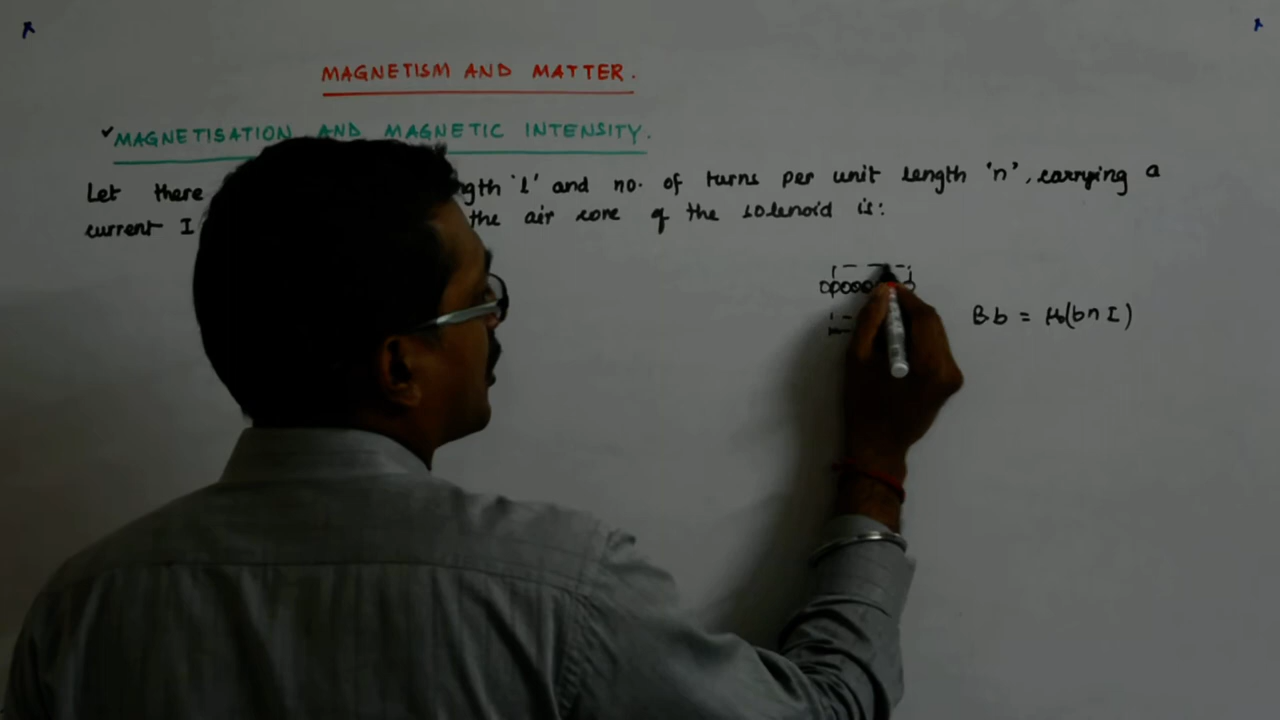 MAGNETISM AND MATTER.
✓MAGNETISATION AND MAGNETIC INTENSITY.
Let there ngth 'l' and no. of turns per unit length 'n', carrying a
current I the air core of the solenoid is:
Bb = μ₀(bnI)